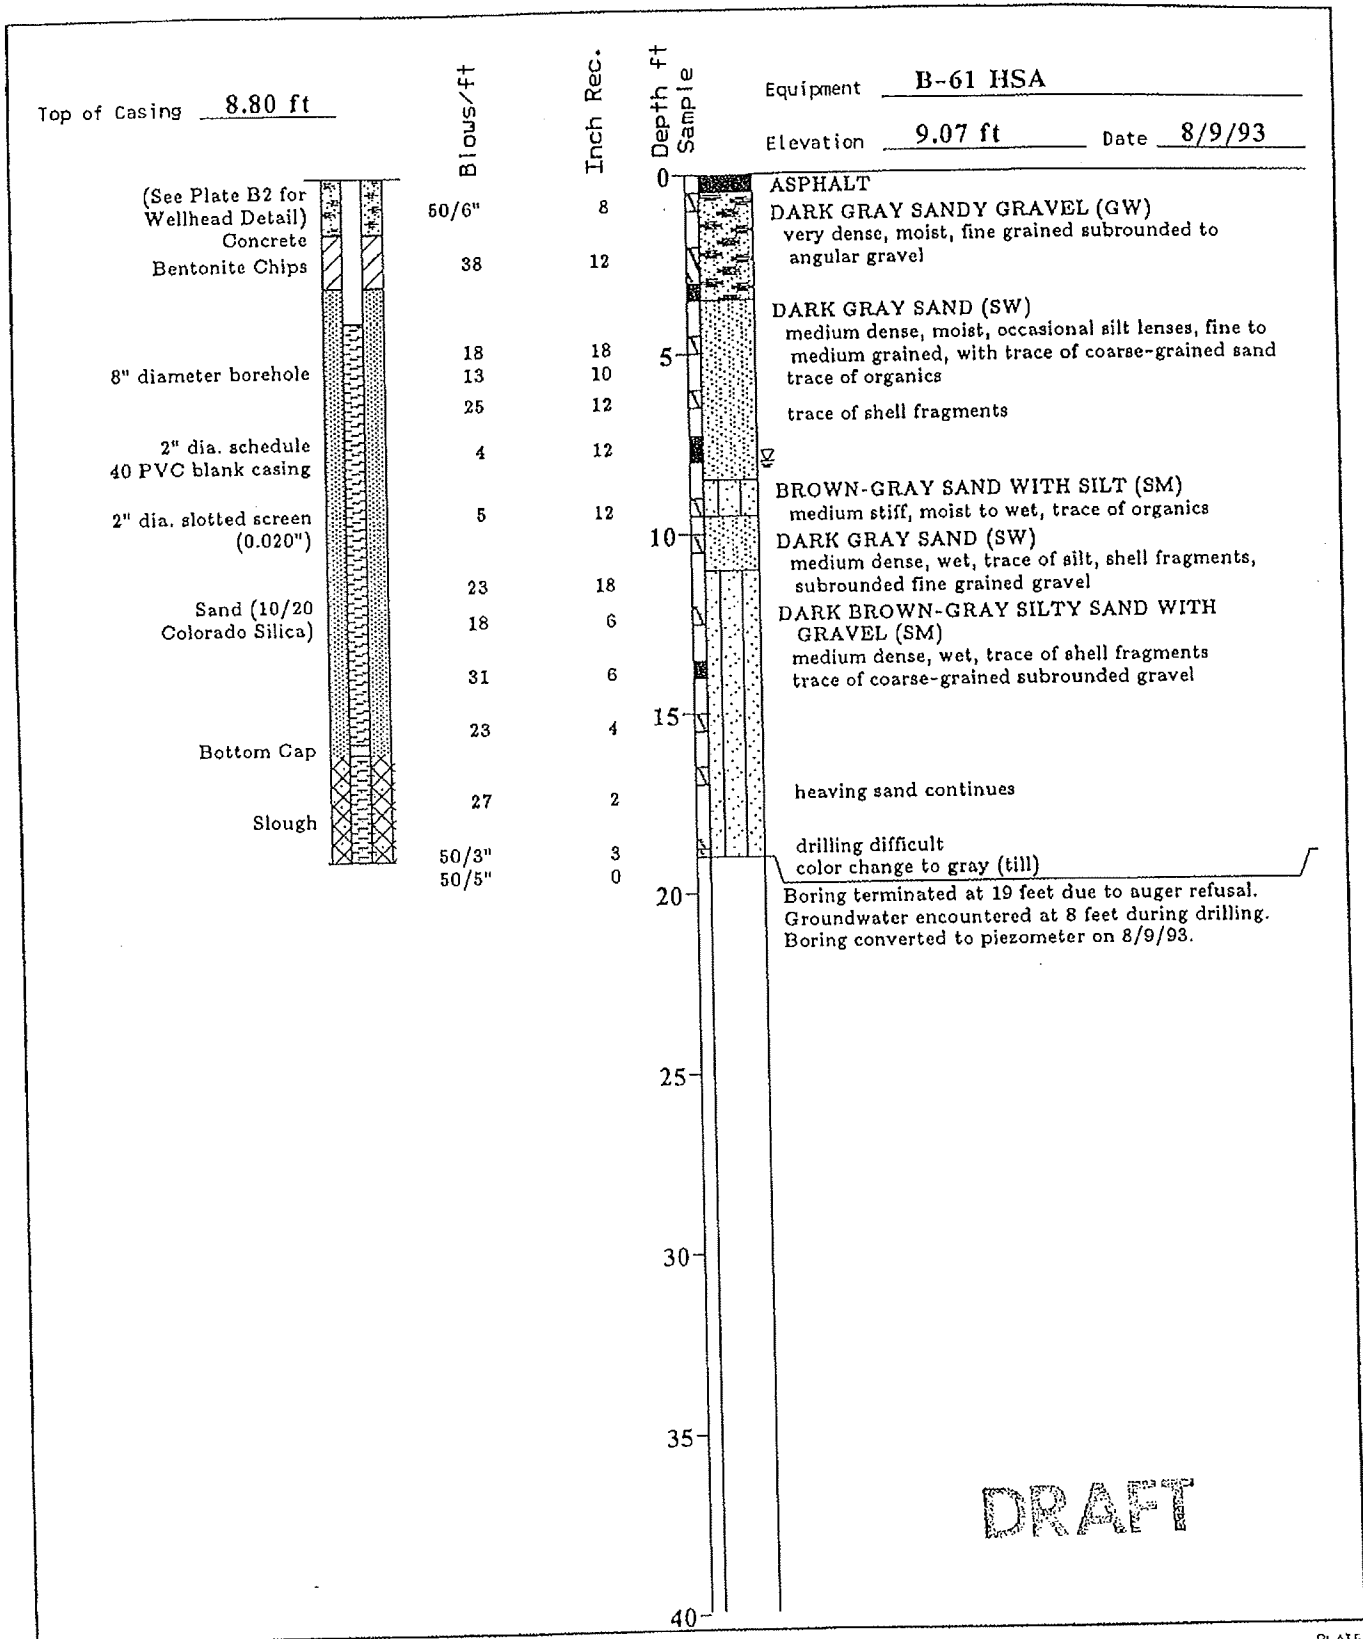 Top of Casing 8.80 ft
Blows/ft
Inch Rec.
Depth ft
Sample
Equipment B-61 HSA
Elevation 9.07 ft Date 8/9/93
(See Plate B2 for
Wellhead Detail)
Concrete
Bentonite Chips
8" diameter borehole
2" dia. schedule
40 PVC blank casing
2" dia. slotted screen
(0.020")
Sand (10/20
Colorado Silica)
Bottom Cap
Slough
50/6" 8
38 12
18 18
13 10
25 12
4 12
5 12
23 18
18 6
31 6
23 4
27 2
50/3" 3
50/5" 0
0
5
10
15
20
25
30
35
40
ASPHALT
DARK GRAY SANDY GRAVEL (GW)
very dense, moist, fine grained subrounded to
angular gravel
DARK GRAY SAND (SW)
medium dense, moist, occasional silt lenses, fine to
medium grained, with trace of coarse-grained sand
trace of organics
trace of shell fragments
BROWN-GRAY SAND WITH SILT (SM)
medium stiff, moist to wet, trace of organics
DARK GRAY SAND (SW)
medium dense, wet, trace of silt, shell fragments,
subrounded fine grained gravel
DARK BROWN-GRAY SILTY SAND WITH
GRAVEL (SM)
medium dense, wet, trace of shell fragments
trace of coarse-grained subrounded gravel
heaving sand continues
drilling difficult
color change to gray (till)
Boring terminated at 19 feet due to auger refusal.
Groundwater encountered at 8 feet during drilling.
Boring converted to piezometer on 8/9/93.
DRAFT